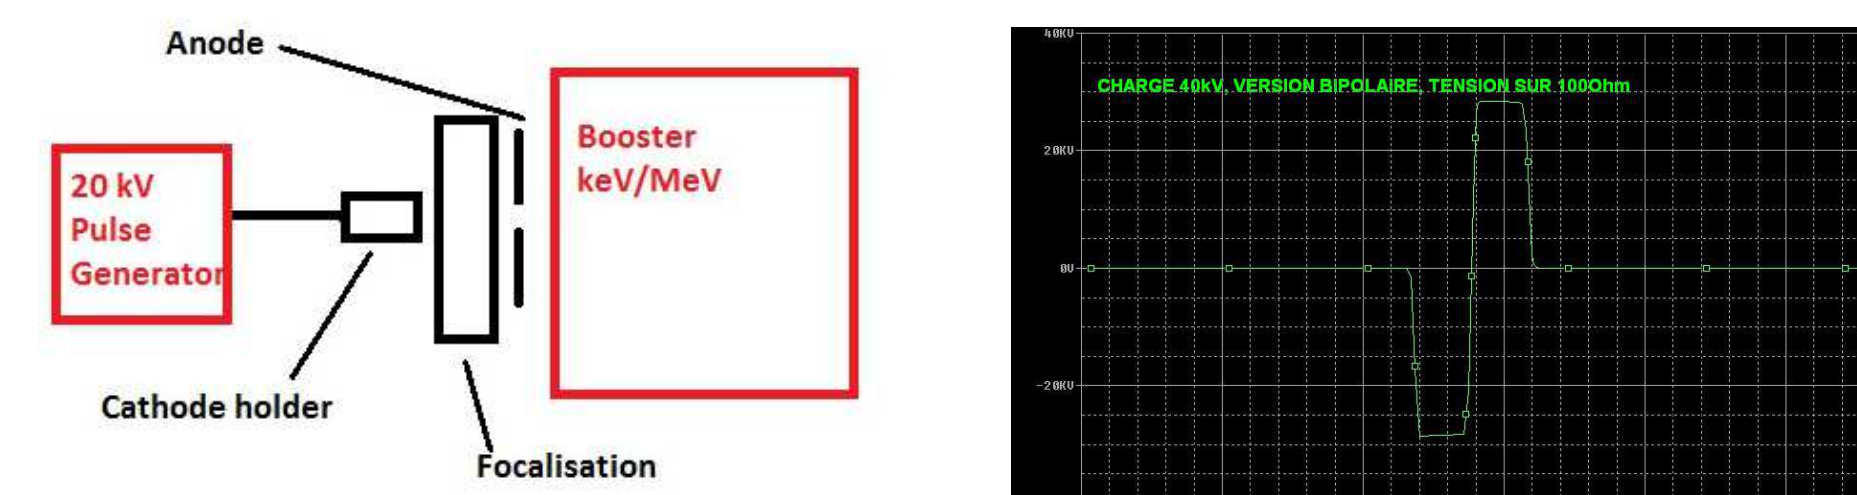 Anode
Booster
keV/MeV
20 kV
Pulse
Generator
Cathode holder
Focalisation
40KV
CHARGE 40kV, VERSION BIPOLAIRE, TENSION SUR 100Ohm
20KV
0V
-20KV